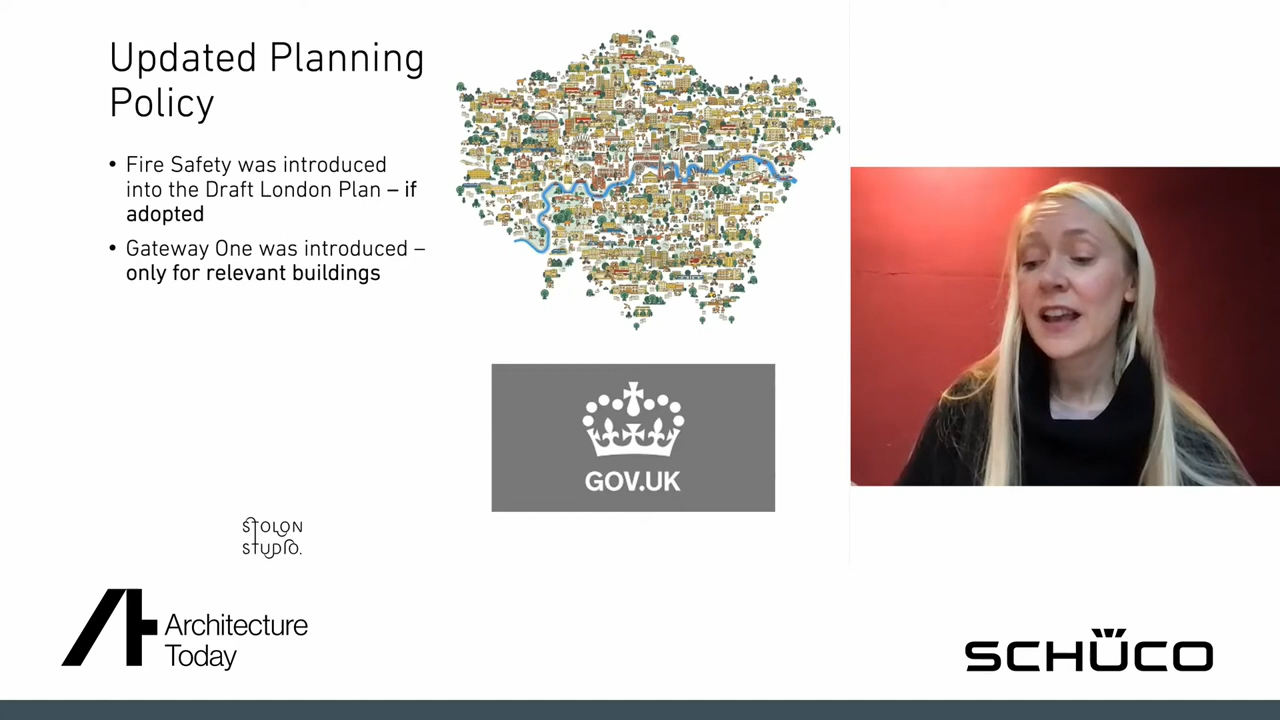 Updated Planning
Policy
• Fire Safety was introduced
into the Draft London Plan – if
adopted
• Gateway One was introduced –
only for relevant buildings
GOV.UK
STOLON
STUDIO.
Architecture
Today
SCHÜCO